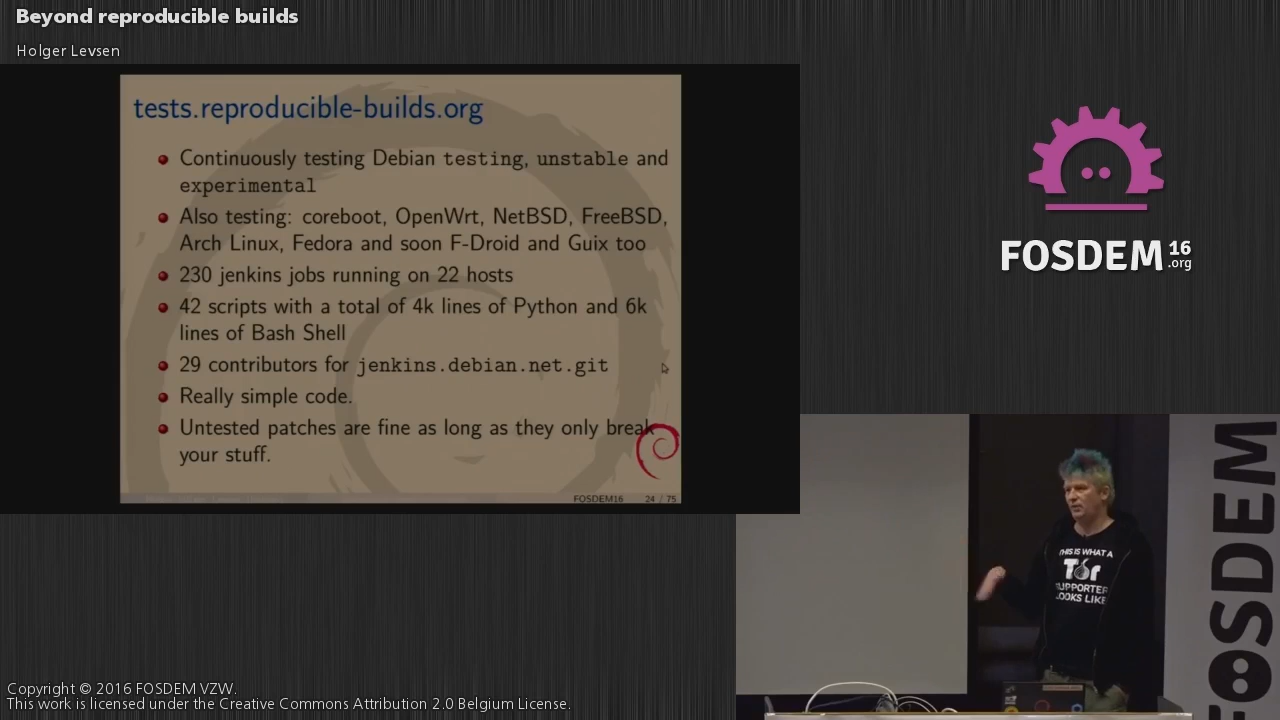 Beyond reproducible builds
Holger Levsen
tests.reproducible-builds.org
Continuously testing Debian testing, unstable and
experimental
Also testing: coreboot, OpenWrt, NetBSD, FreeBSD,
Arch Linux, Fedora and soon F-Droid and Guix too
230 jenkins jobs running on 22 hosts
42 scripts with a total of 4k lines of Python and 6k
lines of Bash Shell
29 contributors for jenkins.debian.net.git
Really simple code.
Untested patches are fine as long as they only break
your stuff.
FOSDEM16 24 / 75
FOSDEM 16
.org
THIS IS WHAT A
Tor
SUPPORTER
LOOKS LIKE
FOSDEM
Copyright © 2016 FOSDEM VZW.
This work is licensed under the Creative Commons Attribution 2.0 Belgium License.